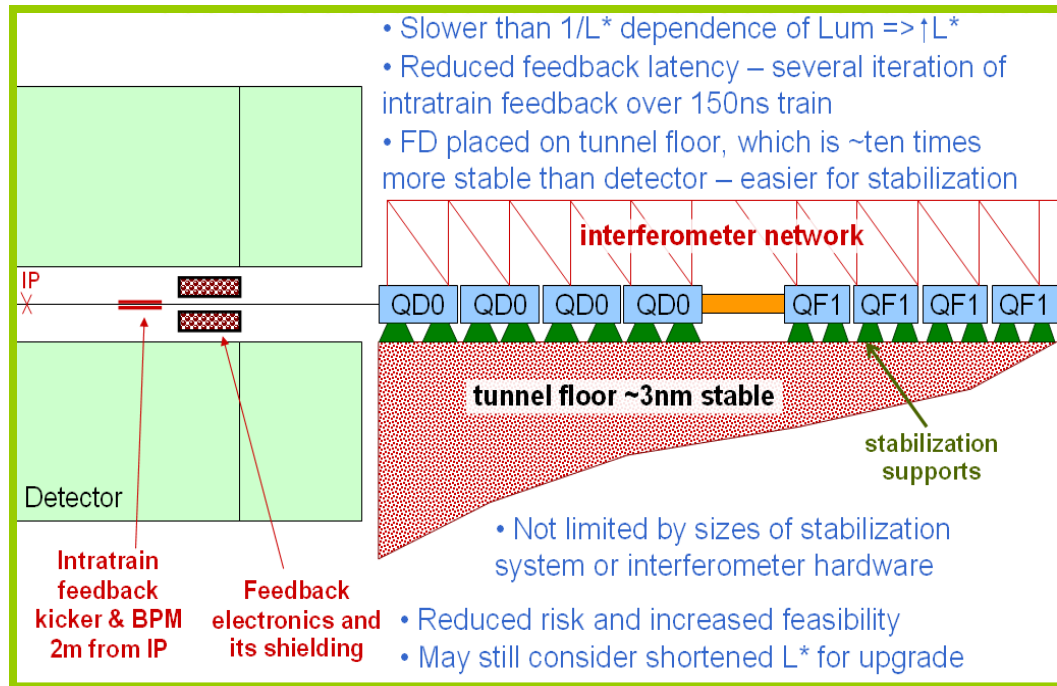 • Slower than 1/L* dependence of Lum =>↑L*
• Reduced feedback latency – several iteration of
intratrain feedback over 150ns train
• FD placed on tunnel floor, which is ~ten times
more stable than detector – easier for stabilization
interferometer network
IP
QD0 QD0 QD0 QD0 QF1 QF1 QF1 QF1
tunnel floor ~3nm stable
stabilization
supports
Detector
Intratrain
feedback
kicker & BPM
2m from IP
Feedback
electronics and
its shielding
• Not limited by sizes of stabilization
system or interferometer hardware
• Reduced risk and increased feasibility
• May still consider shortened L* for upgrade